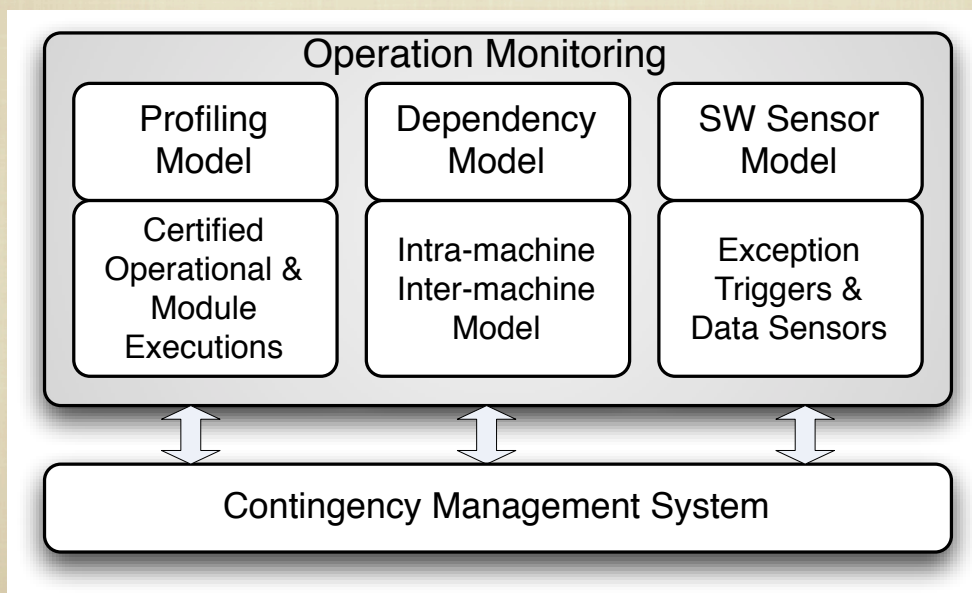 Operation Monitoring
Profiling
Model
Certified
Operational &
Module
Executions
Dependency
Model
Intra-machine
Inter-machine
Model
SW Sensor
Model
Exception
Triggers &
Data Sensors
Contingency Management System